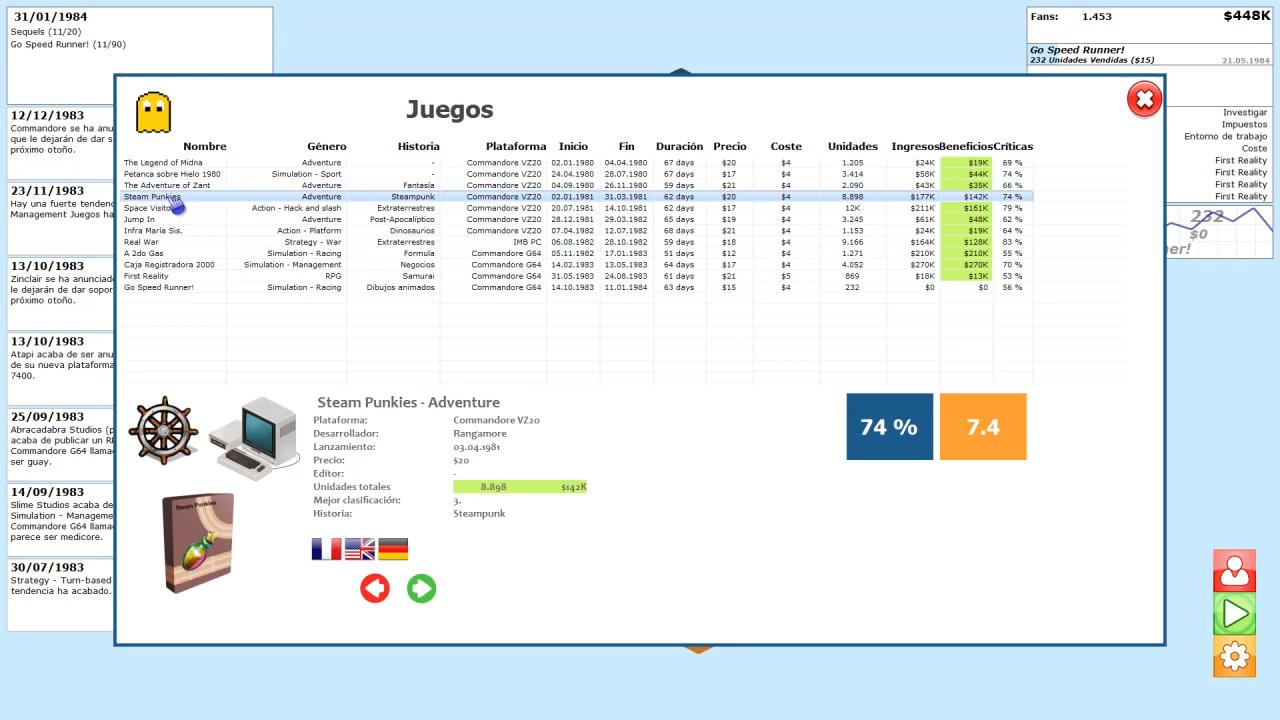 31/01/1984
Sequels (11/20)
Go Speed Runner! (11/90)
12/12/1983
Commandore se ha anu
que le dejarán de dar s
próximo otoño.
23/11/1983
Hay una fuerte tendenc
Management Juegos ha
13/10/1983
Zinclair se ha anunciade
le dejarán de dar sopor
próximo otoño.
13/10/1983
Atapi acaba de ser anu
de su nueva plataforma
7400.
25/09/1983
Abracadabra Studios (p
acaba de publicar un RP
Commandore G64 llama
ser guay.
14/09/1983
Slime Studios acaba de
Simulation - Manageme
Commandore G64 llamad
parece ser medicore.
30/07/1983
Strategy - Turn-based
tendencia ha acabado.
Juegos
Nombre Género Historia Plataforma Inicio Fin Duración Precio Coste Unidades Ingresos Beneficios Críticas
The Legend of Midna Adventure - Commandore VZ20 02.01.1980 04.04.1980 67 days $20 $4 1.205 $24K $19K 69 %
Petanca sobre Hielo 1980 Simulation - Sport - Commandore VZ20 24.04.1980 28.07.1980 67 days $17 $4 3.414 $58K $44K 74 %
The Adventure of Zant Adventure Fantasía Commandore VZ20 04.09.1980 26.11.1980 59 days $21 $4 2.090 $43K $35K 66 %
Steam Punkies Adventure Steampunk Commandore VZ20 02.01.1981 31.03.1981 62 days $20 $4 8.898 $177K $142K 74 %
Space Visito Action - Hack and slash Extraterrestres Commandore VZ20 20.07.1981 14.10.1981 62 days $17 $4 12K $211K $161K 79 %
Jump In Adventure Post-Apocalíptico Commandore VZ20 28.12.1981 29.03.1982 65 days $19 $4 3.245 $61K $48K 62 %
Infra María Sis. Action - Platform Dinosaurios Commandore VZ20 07.04.1982 12.07.1982 68 days $21 $4 1.153 $24K $19K 64 %
Real War Strategy - War Extraterrestres IMB PC 06.08.1982 28.10.1982 59 days $18 $4 9.166 $164K $128K 83 %
A 2do Gas Simulation - Racing Formula Commandore G64 05.11.1982 17.01.1983 51 days $12 $4 1.271 $210K $210K 55 %
Caja Registradora 2000 Simulation - Management Negocios Commandore G64 14.02.1983 13.05.1983 64 days $17 $4 4.052 $270K $270K 70 %
First Reality RPG Samurai Commandore G64 31.05.1983 24.08.1983 61 days $21 $5 869 $18K $13K 53 %
Go Speed Runner! Simulation - Racing Dibujos animados Commandore G64 14.10.1983 11.01.1984 63 days $15 $4 232 $0 $0 56 %
Steam Punkies - Adventure
Plataforma: Commandore VZ20
Desarrollador: Rangamore
Lanzamiento: 03.04.1981
Precio: $20
Editor: -
Unidades totales 8.898 $142K
Mejor clasificación: 3.
Historia: Steampunk
Steam Punkies
74 %
7.4
Fans: 1.453 $448K
Go Speed Runner!
232 Unidades Vendidas ($15) 21.05.1984
Investigar
Impuestos
Entorno de trabajo
Coste
First Reality
First Reality
First Reality
First Reality
232
$0
er!